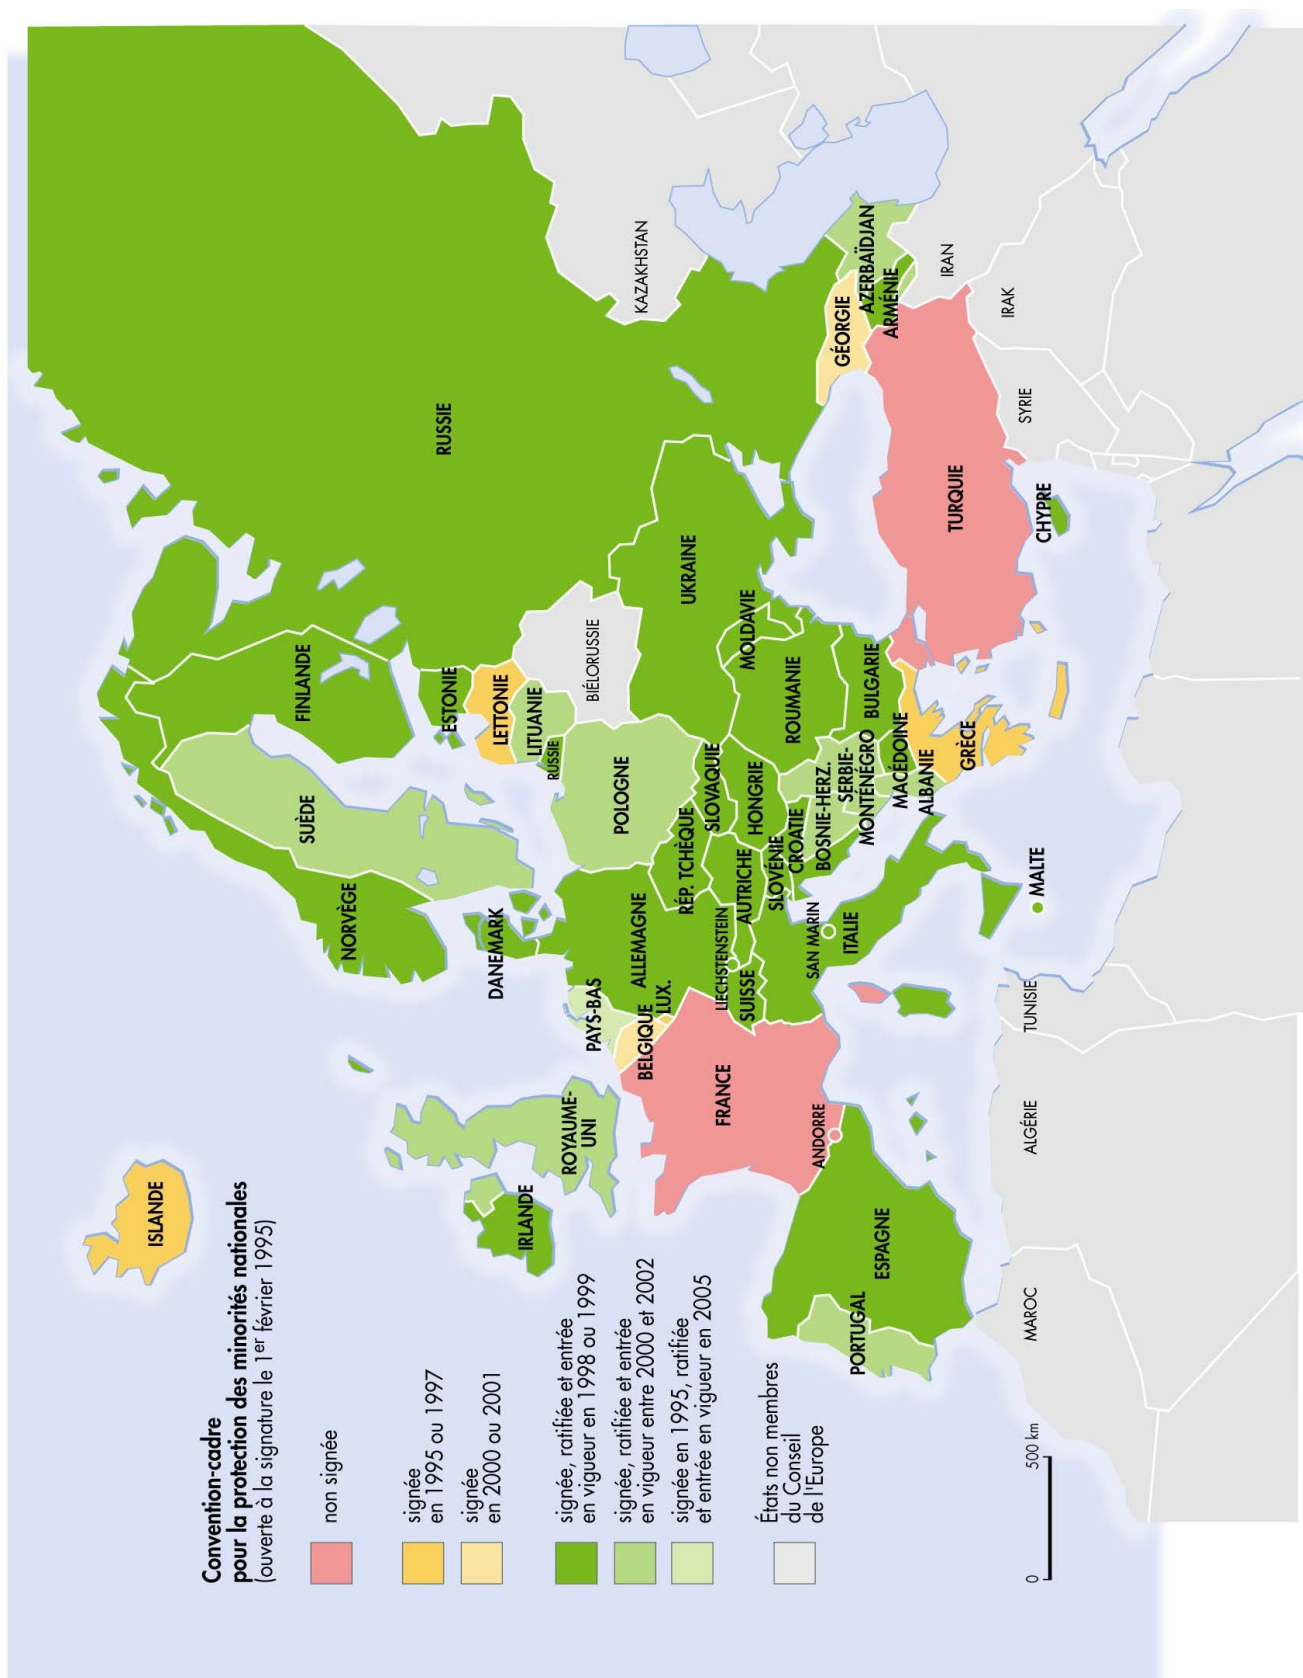 Convention-cadre
pour la protection des minorités nationales
(ouverte à la signature le 1er février 1995)
non signée
signée
en 1995 ou 1997
signée
en 2000 ou 2001
signée, ratifiée et entrée
en vigueur en 1998 ou 1999
signée, ratifiée et entrée
en vigueur entre 2000 et 2002
signée en 1995, ratifiée
et entrée en vigueur en 2005
États non membres
du Conseil
de l'Europe
0 500 km
ISLANDE
NORVÈGE
SUÈDE
FINLANDE
RUSSIE
ESTONIE
LETTONIE
LITUANIE
RUSSIE
BIÉLORUSSIE
DANEMARK
IRLANDE
ROYAUME-
UNI
PAYS-BAS
BELGIQUE
LUX.
ALLEMAGNE
POLOGNE
RÉP. TCHÈQUE
SLOVAQUIE
UKRAINE
MOLDAVIE
KAZAKHSTAN
FRANCE
LIECHSTENSTEIN
SUISSE
AUTRICHE
HONGRIE
ROUMANIE
SLOVÉNIE
CROATIE
BOSNIE-HERZ.
SERBIE-
MONTÉNÉGRO
BULGARIE
MACÉDOINE
ALBANIE
GRÈCE
ANDORRE
SAN MARIN
ITALIE
PORTUGAL
ESPAGNE
MALTE
TURQUIE
CHYPRE
GÉORGIE
AZERBAÏDJAN
ARMÉNIE
IRAN
IRAK
SYRIE
MAROC
ALGÉRIE
TUNISIE